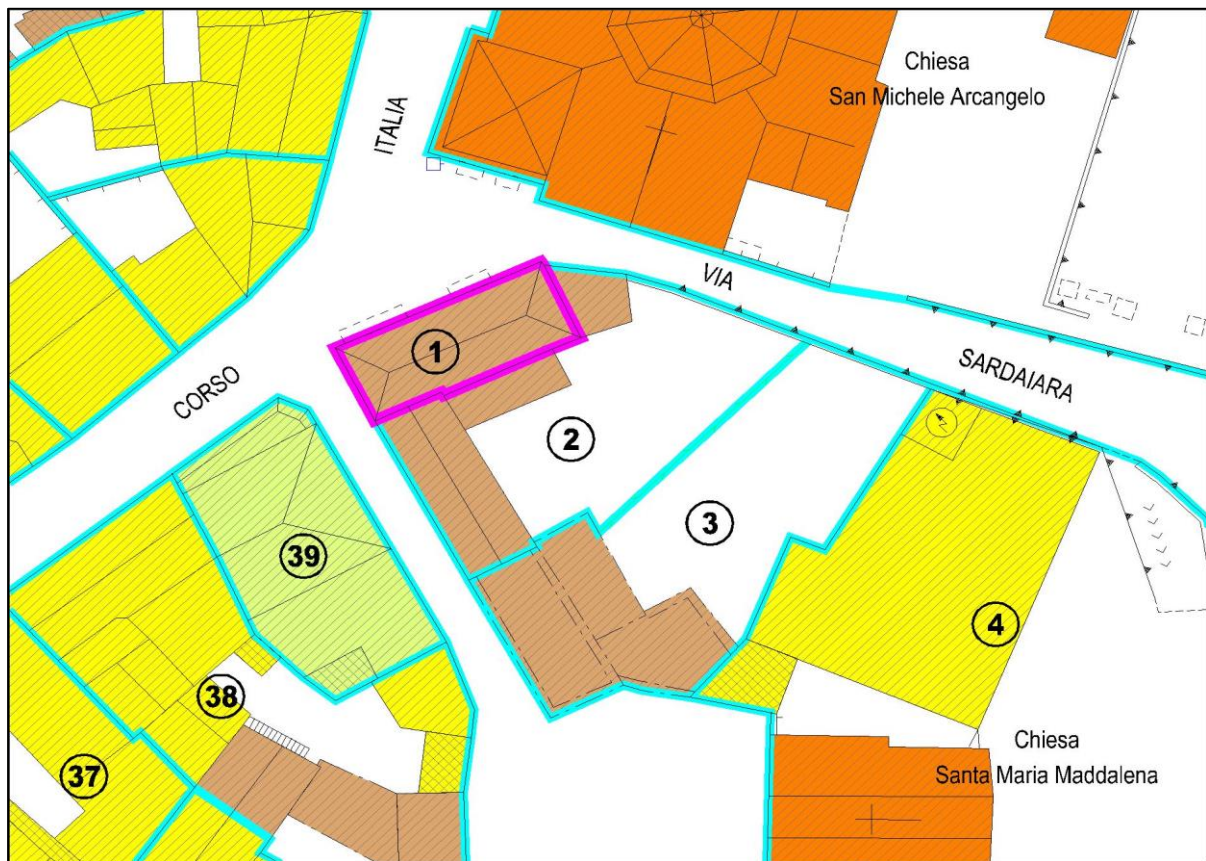 Chiesa
San Michele Arcangelo
ITALIA
VIA
SARDAIARA
1
CORSO
2
3
39
4
38
37
Chiesa
Santa Maria Maddalena